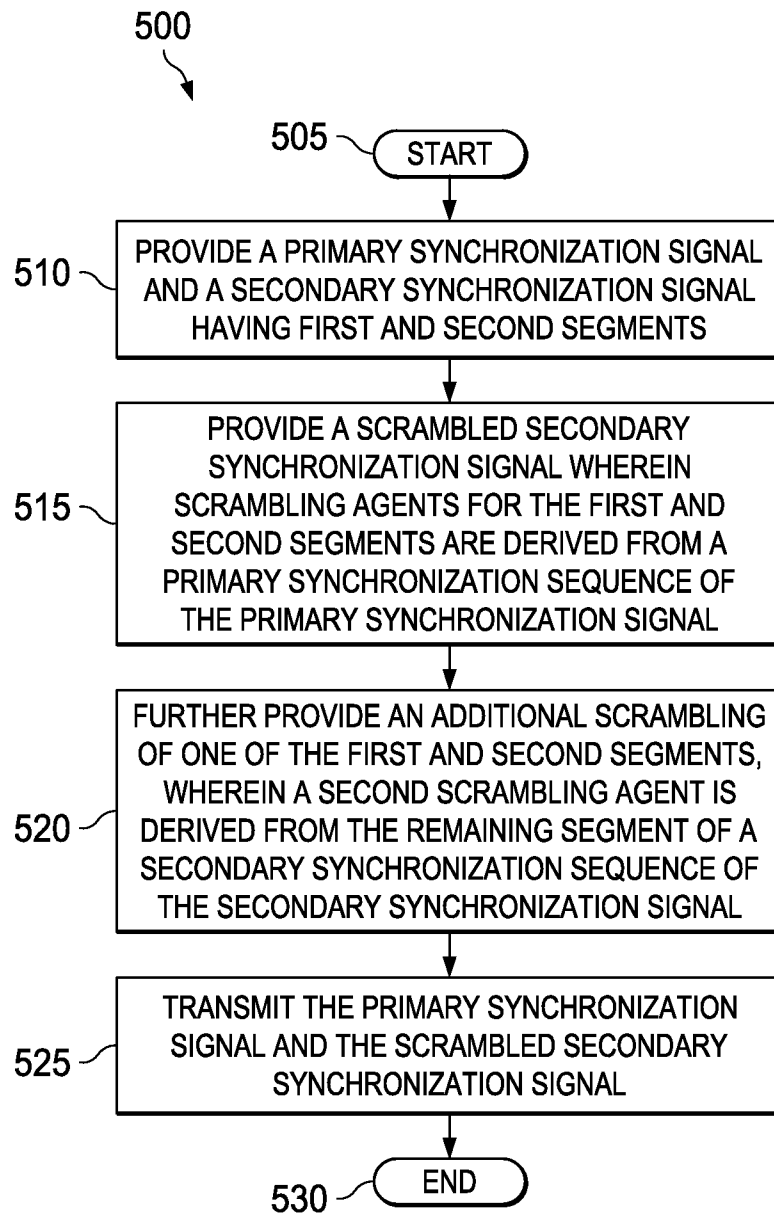 500
505
START
510
PROVIDE A PRIMARY SYNCHRONIZATION SIGNAL
AND A SECONDARY SYNCHRONIZATION SIGNAL
HAVING FIRST AND SECOND SEGMENTS
515
PROVIDE A SCRAMBLED SECONDARY
SYNCHRONIZATION SIGNAL WHEREIN
SCRAMBLING AGENTS FOR THE FIRST AND
SECOND SEGMENTS ARE DERIVED FROM A
PRIMARY SYNCHRONIZATION SEQUENCE OF
THE PRIMARY SYNCHRONIZATION SIGNAL
520
FURTHER PROVIDE AN ADDITIONAL SCRAMBLING
OF ONE OF THE FIRST AND SECOND SEGMENTS,
WHEREIN A SECOND SCRAMBLING AGENT IS
DERIVED FROM THE REMAINING SEGMENT OF A
SECONDARY SYNCHRONIZATION SEQUENCE OF
THE SECONDARY SYNCHRONIZATION SIGNAL
525
TRANSMIT THE PRIMARY SYNCHRONIZATION
SIGNAL AND THE SCRAMBLED SECONDARY
SYNCHRONIZATION SIGNAL
530
END